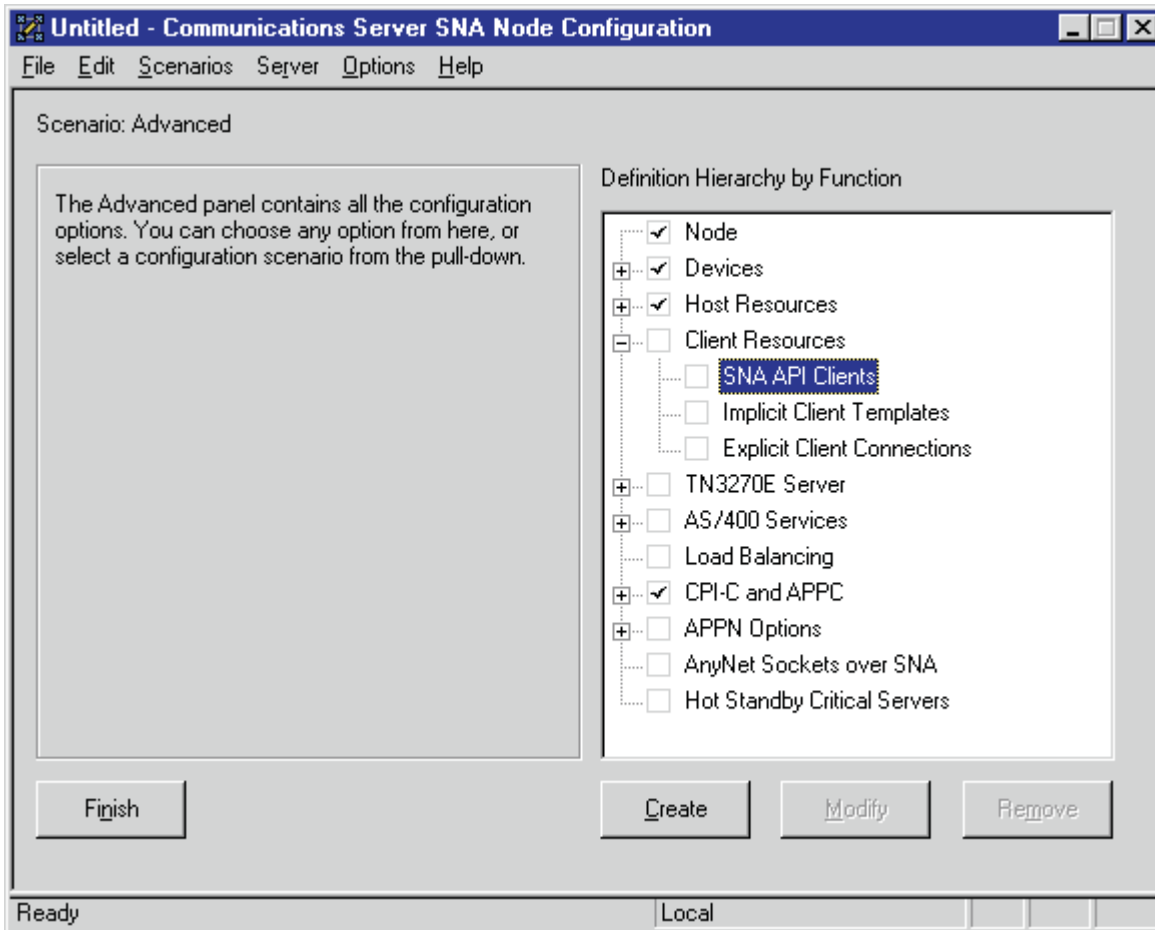 Untitled - Communications Server SNA Node Configuration
File Edit Scenarios Server Options Help
Scenario: Advanced
The Advanced panel contains all the configuration
options. You can choose any option from here, or
select a configuration scenario from the pull-down.
Definition Hierarchy by Function
Node
Devices
Host Resources
Client Resources
SNA API Clients
Implicit Client Templates
Explicit Client Connections
TN3270E Server
AS/400 Services
Load Balancing
CPI-C and APPC
APPN Options
AnyNet Sockets over SNA
Hot Standby Critical Servers
Finish
Create
Modify
Remove
Ready
Local